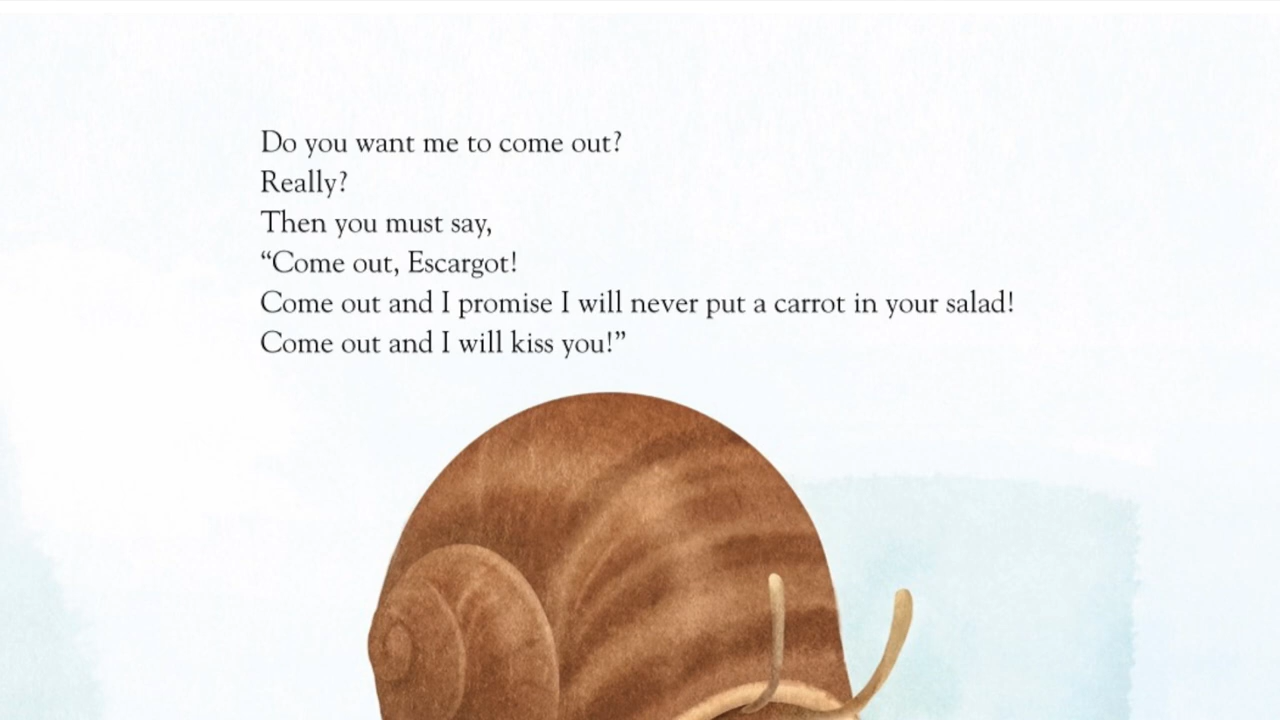 Do you want me to come out?
Really?
Then you must say,
“Come out, Escargot!
Come out and I promise I will never put a carrot in your salad!
Come out and I will kiss you!”